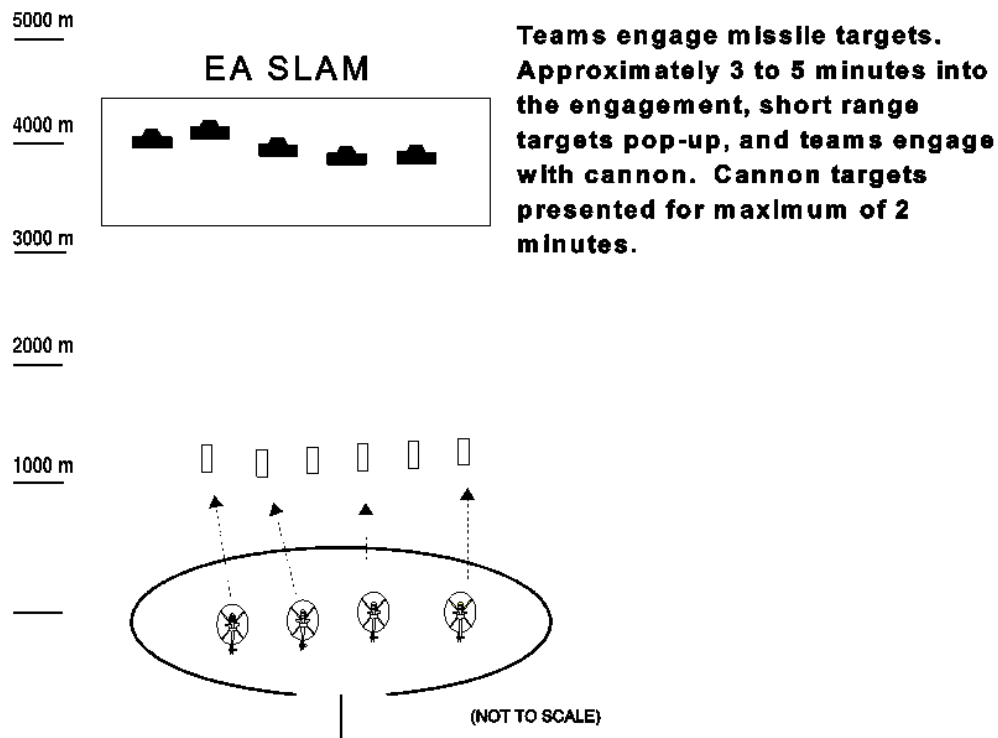 5000 m
EA SLAM
Teams engage missile targets.
Approximately 3 to 5 minutes into
the engagement, short range
targets pop-up, and teams engage
with cannon. Cannon targets
presented for maximum of 2
minutes.
4000 m
3000 m
2000 m
1000 m
(NOT TO SCALE)